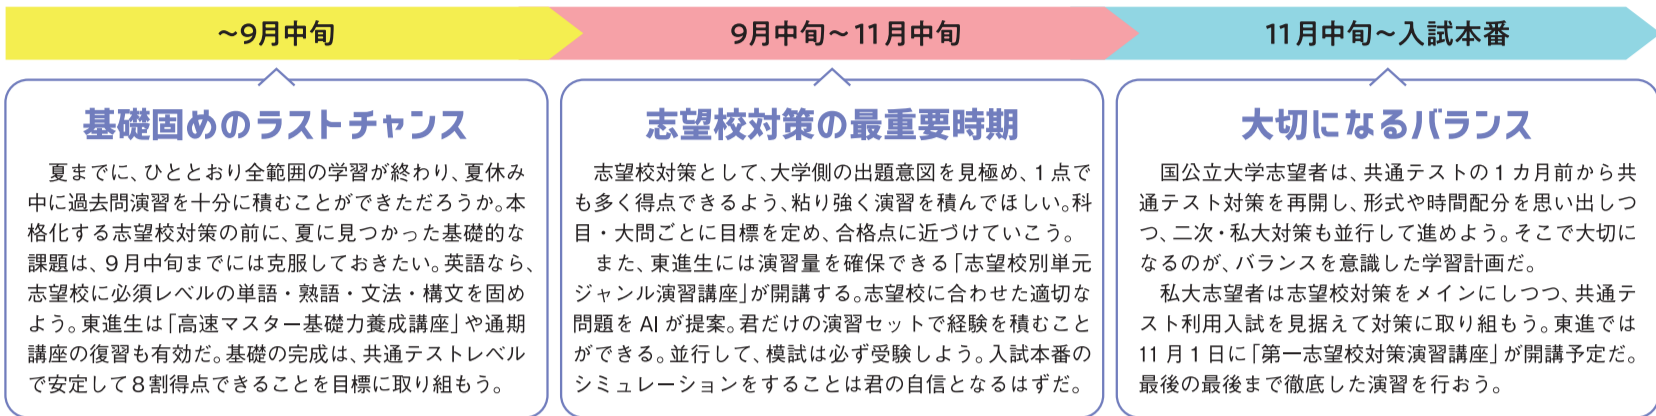 ～9月中旬
9月中旬～11月中旬
11月中旬～入試本番
基礎固めのラストチャンス
夏までに、ひととおり全範囲の学習が終わり、夏休み
中に過去問演習を十分に積むことができただろうか。本
格化する志望校対策の前に、夏に見つかった基礎的な
課題は、9月中旬までには克服しておきたい。英語なら、
志望校に必須レベルの単語・熟語・文法・構文を固め
よう。東進生は「高速マスター基礎力養成講座」や通期
講座の復習も有効だ。基礎の完成は、共通テストレベル
で安定して8割得点できることを目標に取り組もう。
志望校対策の最重要時期
志望校対策として、大学側の出題意図を見極め、1点で
も多く得点できるよう、粘り強く演習を積んでほしい。科
目・大問ごとに目標を定め、合格点に近づけていこう。
また、東進生には演習量を確保できる「志望校別単元
ジャンル演習講座」が開講する。志望校に合わせた適切な
問題をAIが提案。君だけの演習セットで経験を積むこと
ができる。並行して、模試は必ず受験しよう。入試本番の
シミュレーションをすることは君の自信となるはずだ。
大切になるバランス
国公立大学志望者は、共通テストの1カ月前から共
通テスト対策を再開し、形式や時間配分を思い出しつ
つ、二次・私大対策も並行して進めよう。そこで大切に
なるのが、バランスを意識した学習計画だ。
私大志望者は志望校対策をメインにしつつ、共通テ
スト利用入試を見据えて対策に取り組もう。東進では
11月1日に「第一志望校対策演習講座」が開講予定だ。
最後の最後まで徹底した演習を行おう。